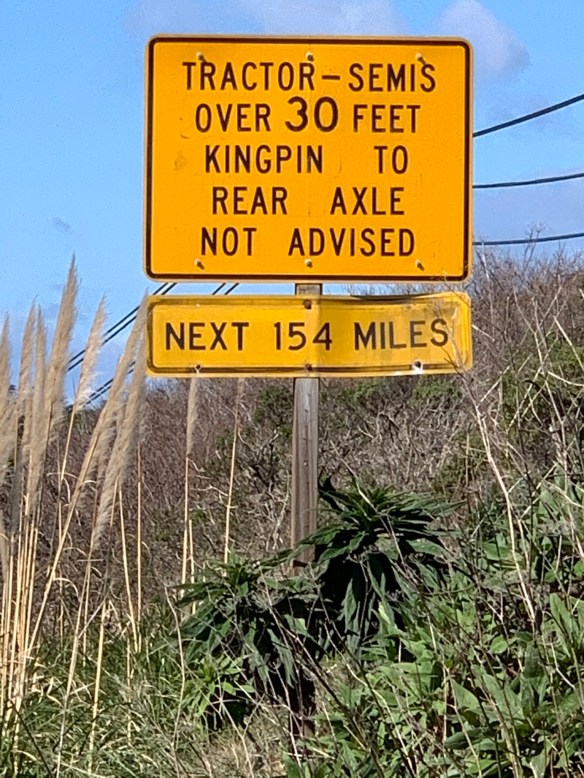 TRACTOR-SEMIS
OVER 30 FEET
KINGPIN TO
REAR AXLE
NOT ADVISED
NEXT 154 MILES